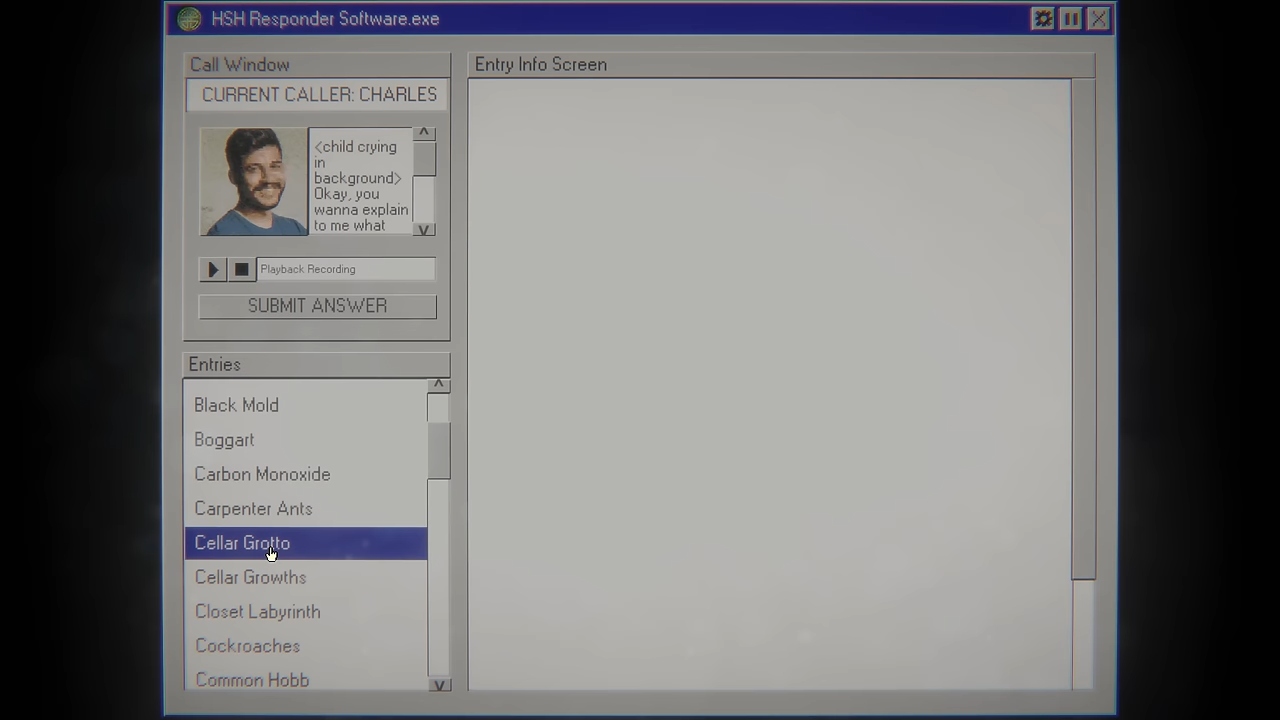 HSH Responder Software.exe
Call Window
CURRENT CALLER: CHARLES
<child crying
in
background>
Okay, you
wanna explain
to me what
Playback Recording
SUBMIT ANSWER
Entries
Black Mold
Boggart
Carbon Monoxide
Carpenter Ants
Cellar Grotto
Cellar Growths
Closet Labyrinth
Cockroaches
Common Hobb
Entry Info Screen